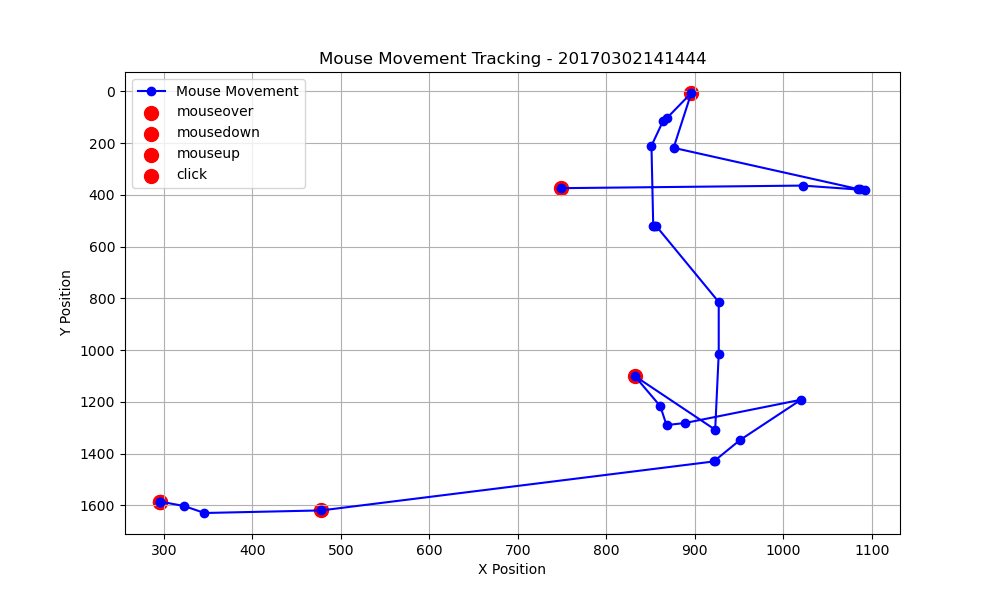 Mouse Movement Tracking - 20170302141444
Mouse Movement
mouseover
mousedown
mouseup
click
0
200
400
600
800
1000
1200
1400
1600
Y Position
300 400 500 600 700 800 900 1000 1100
X Position